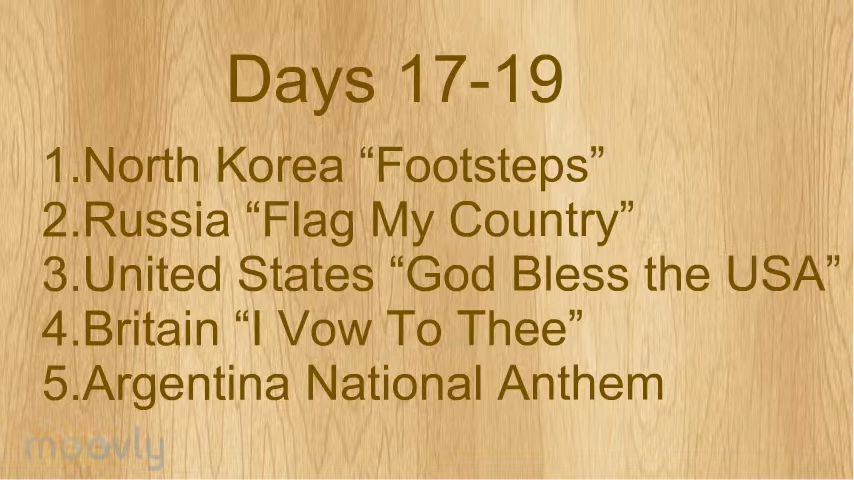 Days 17-19
1.North Korea “Footsteps”
2.Russia “Flag My Country”
3.United States “God Bless the USA”
4.Britain “I Vow To Thee”
5.Argentina National Anthem
moovly